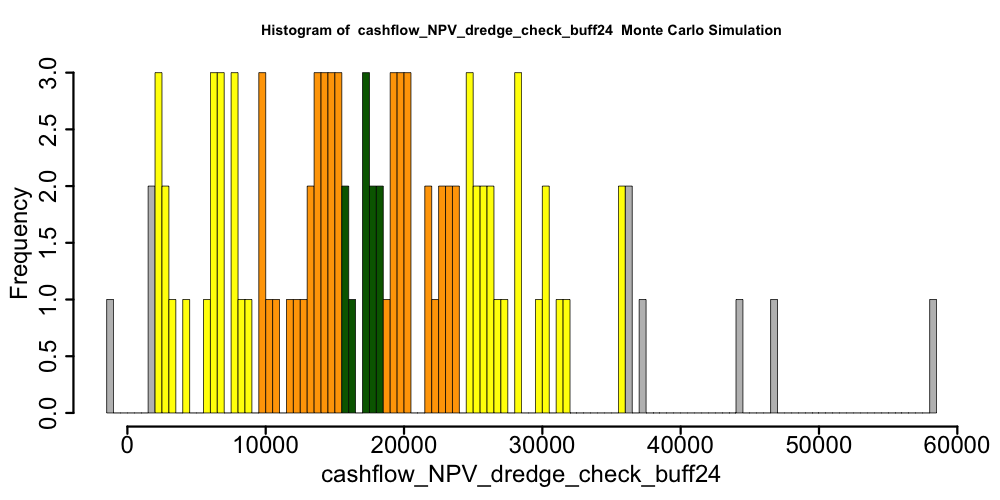 Histogram of  cashflow_NPV_dredge_check_buff24  Monte Carlo Simulation
Frequency
3.0
2.5
2.0
1.5
1.0
0.5
0.0
0 10000 20000 30000 40000 50000 60000
cashflow_NPV_dredge_check_buff24